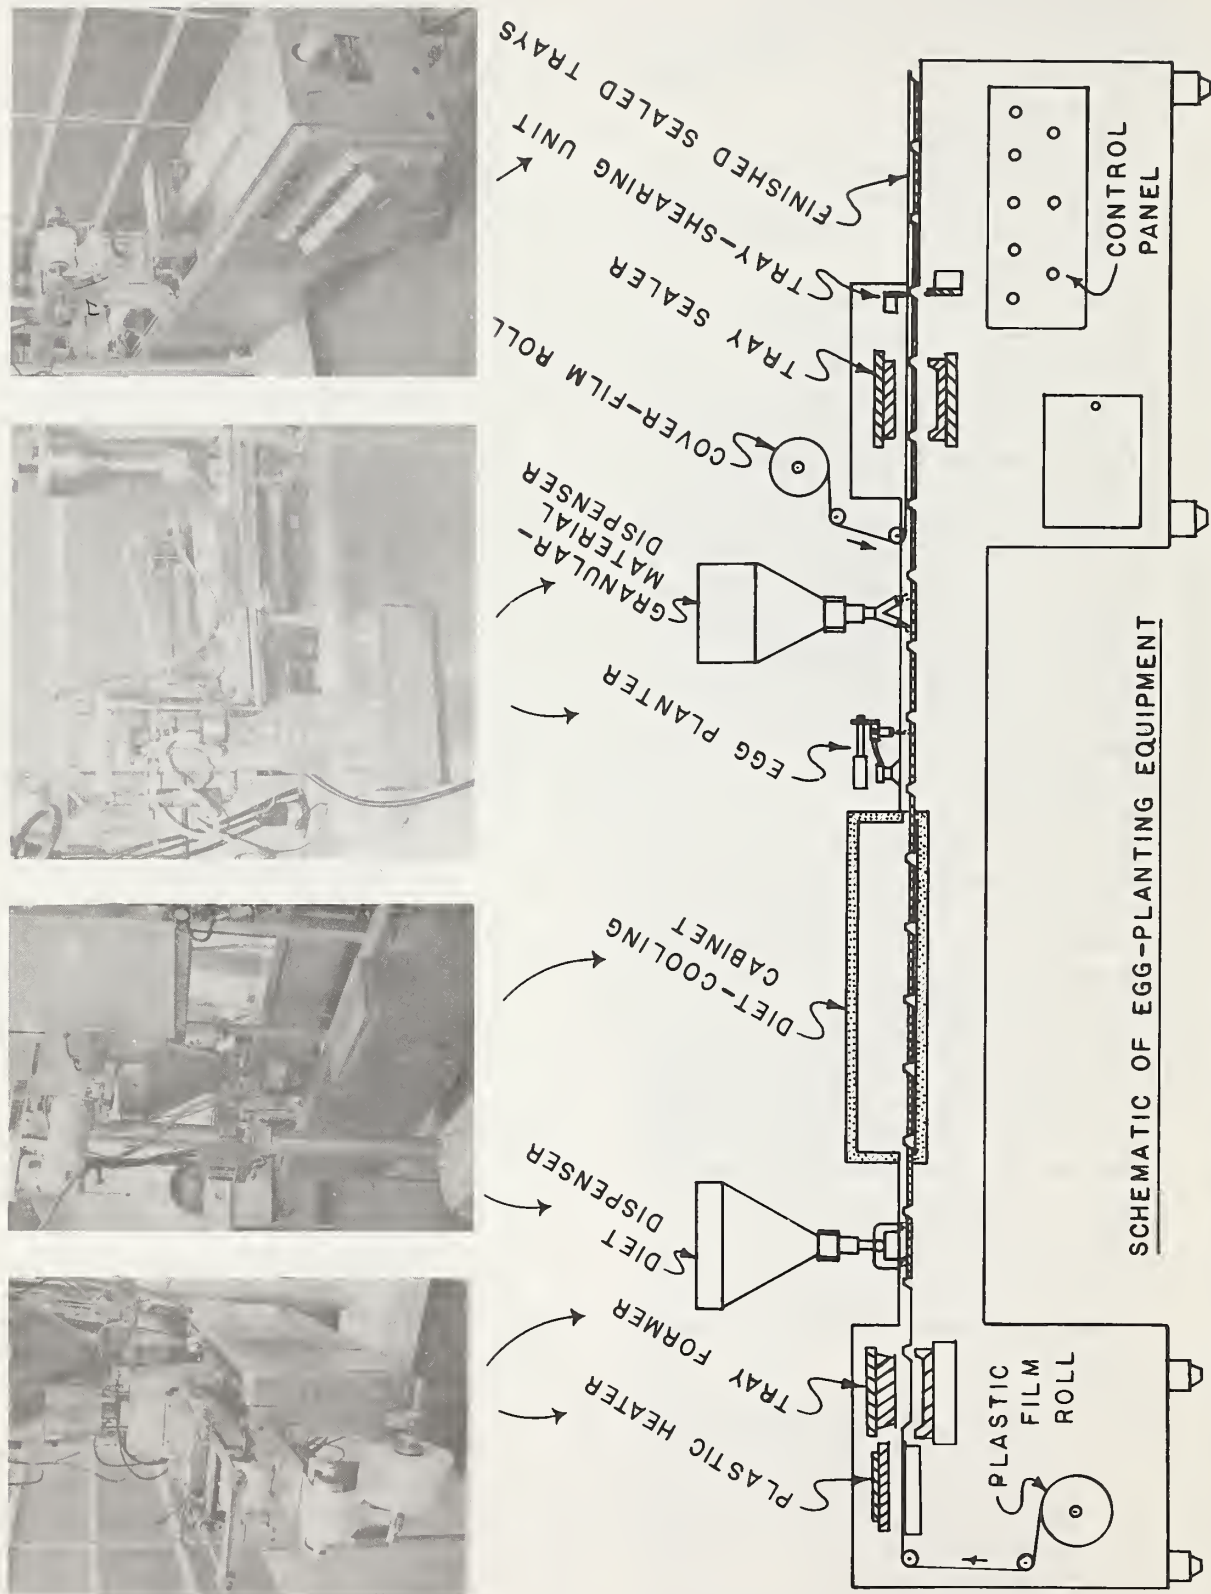 PLASTIC HEATER
TRAY FORMER
DIET
DISPENSER
DIET-COOLING
CABINET
EGG PLANTER
GRANULAR-
MATERIAL
DISPENSER
COVER-FILM ROLL
TRAY SEALER
TRAY-SHEARING UNIT
FINISHED SEALED TRAYS
PLASTIC
FILM
ROLL
CONTROL
PANEL
SCHEMATIC OF EGG-PLANTING EQUIPMENT